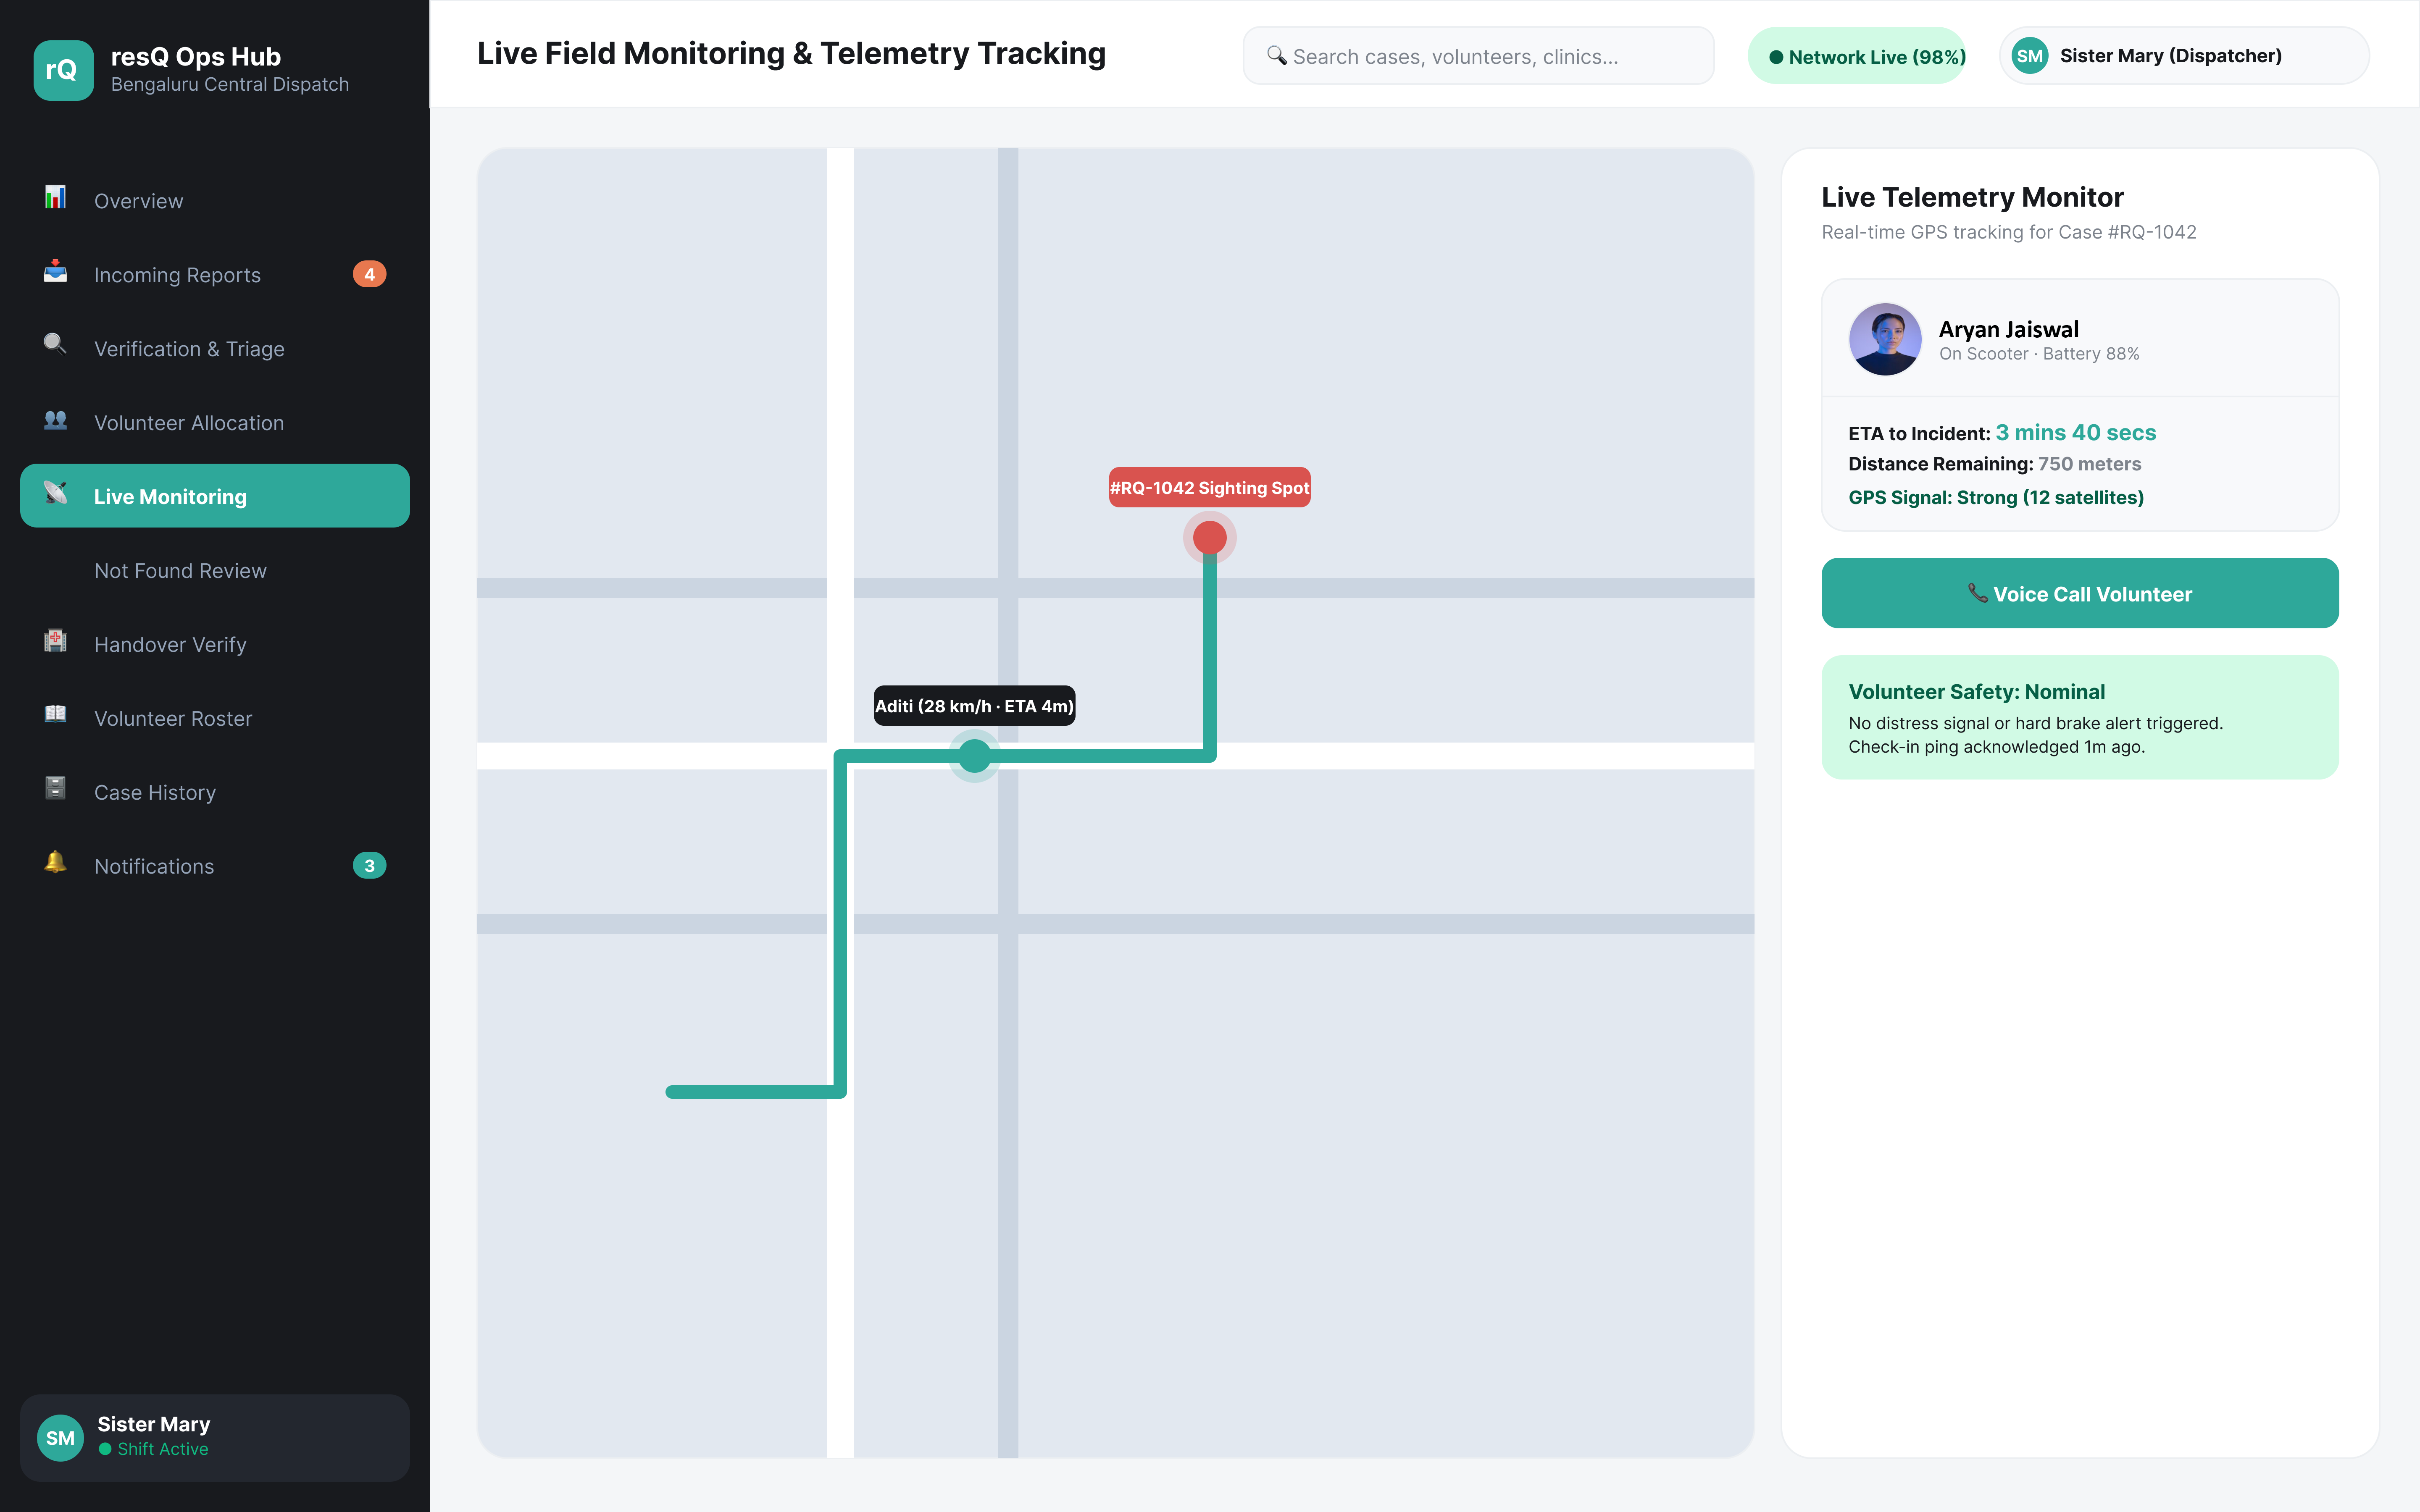 rQ
resQ Ops Hub
Bengaluru Central Dispatch
Overview
Incoming Reports 4
Verification & Triage
Volunteer Allocation
Live Monitoring
Not Found Review
Handover Verify
Volunteer Roster
Case History
Notifications 3
SM
Sister Mary
Shift Active
Live Field Monitoring & Telemetry Tracking
Search cases, volunteers, clinics...
Network Live (98%)
SM Sister Mary (Dispatcher)
#RQ-1042 Sighting Spot
Aditi (28 km/h · ETA 4m)
Live Telemetry Monitor
Real-time GPS tracking for Case #RQ-1042
Aryan Jaiswal
On Scooter · Battery 88%
ETA to Incident: 3 mins 40 secs
Distance Remaining: 750 meters
GPS Signal: Strong (12 satellites)
Voice Call Volunteer
Volunteer Safety: Nominal
No distress signal or hard brake alert triggered.
Check-in ping acknowledged 1m ago.